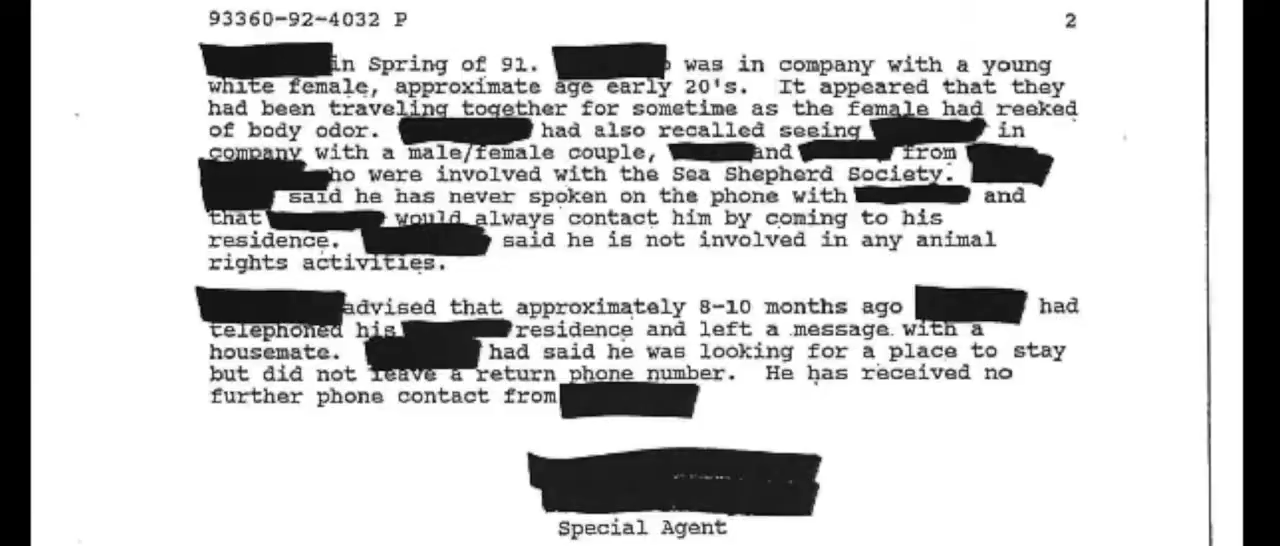 93360-92-4032 P 2
in Spring of 91. was in company with a young
white female, approximate age early 20's. It appeared that they
had been traveling together for sometime as the female had reeked
of body odor. had also recalled seeing in
company with a male/female couple, and from
ho were involved with the Sea Shepherd Society.
said he has never spoken on the phone with and
that would always contact him by coming to his
residence. said he is not involved in any animal
rights activities.
advised that approximately 8-10 months ago had
telephoned his residence and left a message with a
housemate. had said he was looking for a place to stay
but did not leave a return phone number. He has received no
further phone contact from
Special Agent